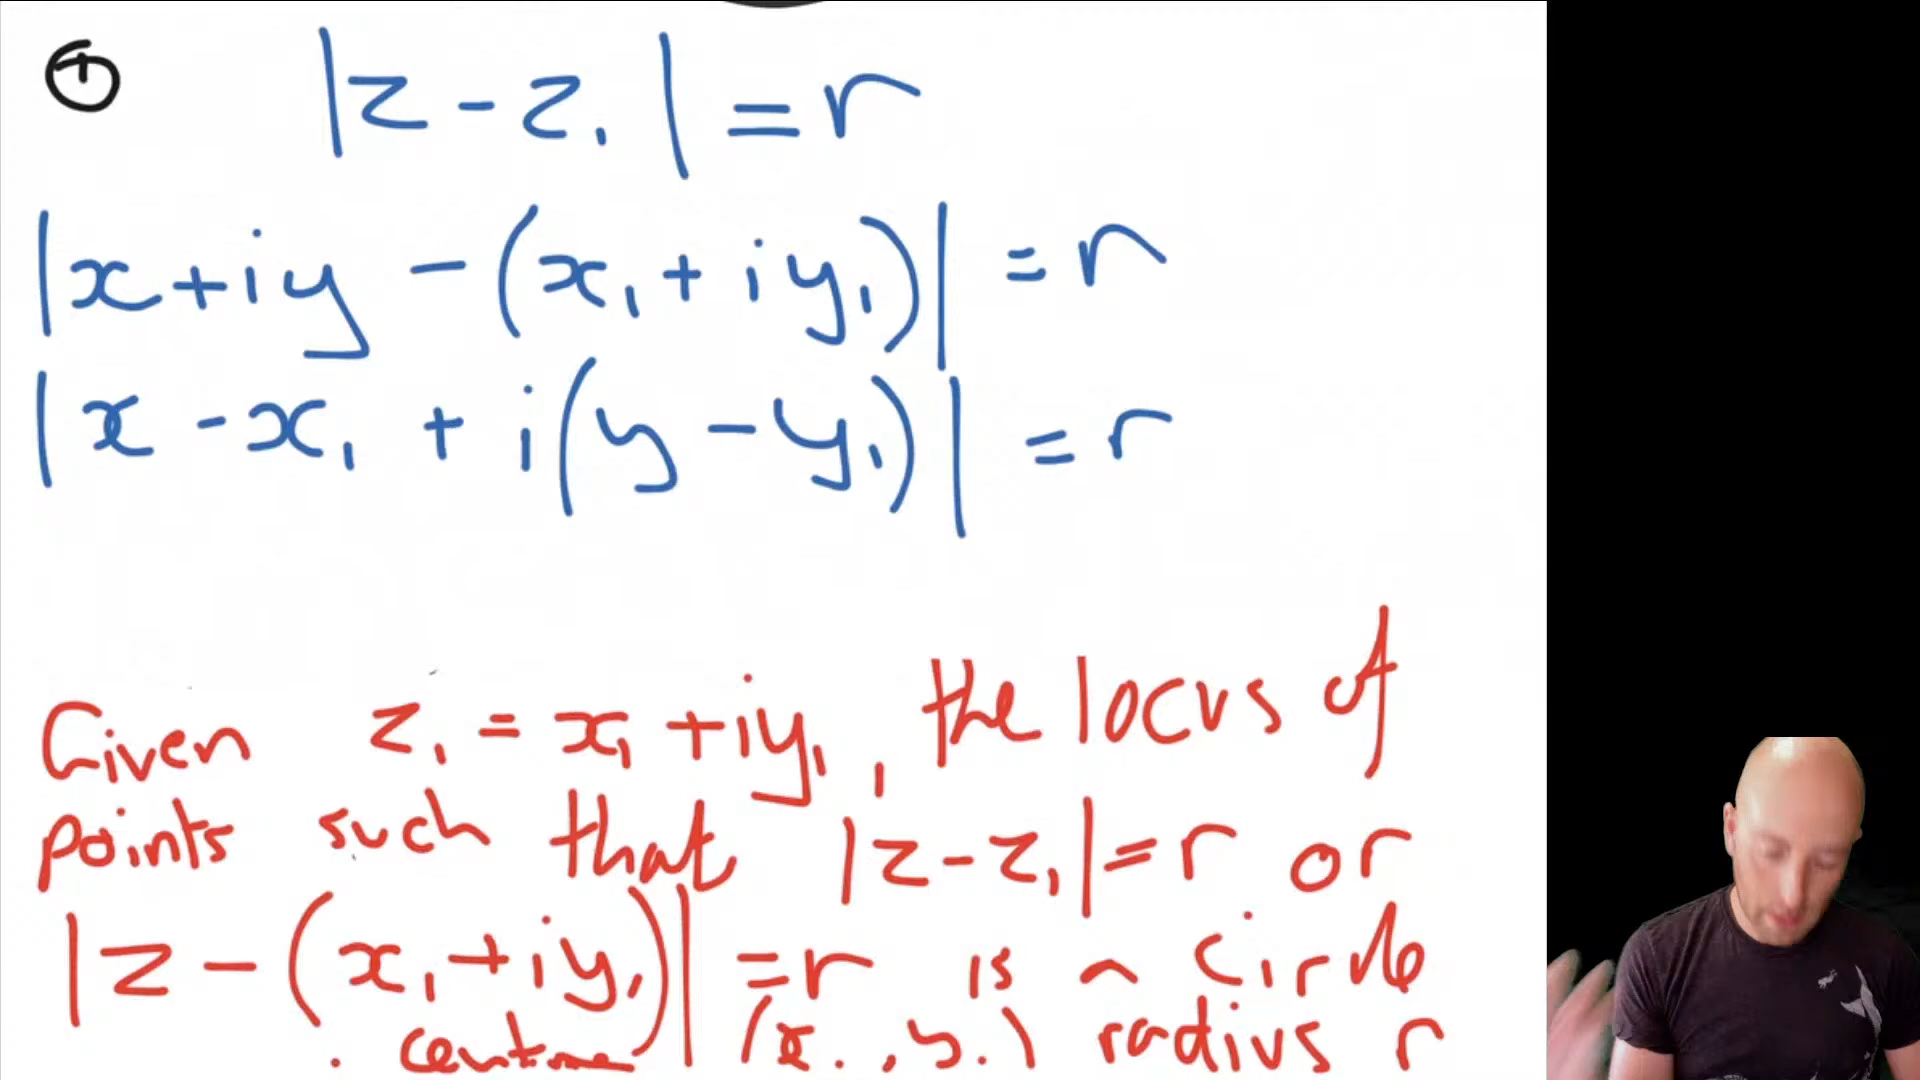 |z - z₁| = r
|x + iy - (x₁ + iy₁)| = r
|x - x₁ + i(y - y₁)| = r
Given z₁ = x₁ + iy₁, the locus of
points such that |z - z₁| = r or
|z - (x₁ + iy₁)| = r is a circle
centre (x₁, y₁) radius r